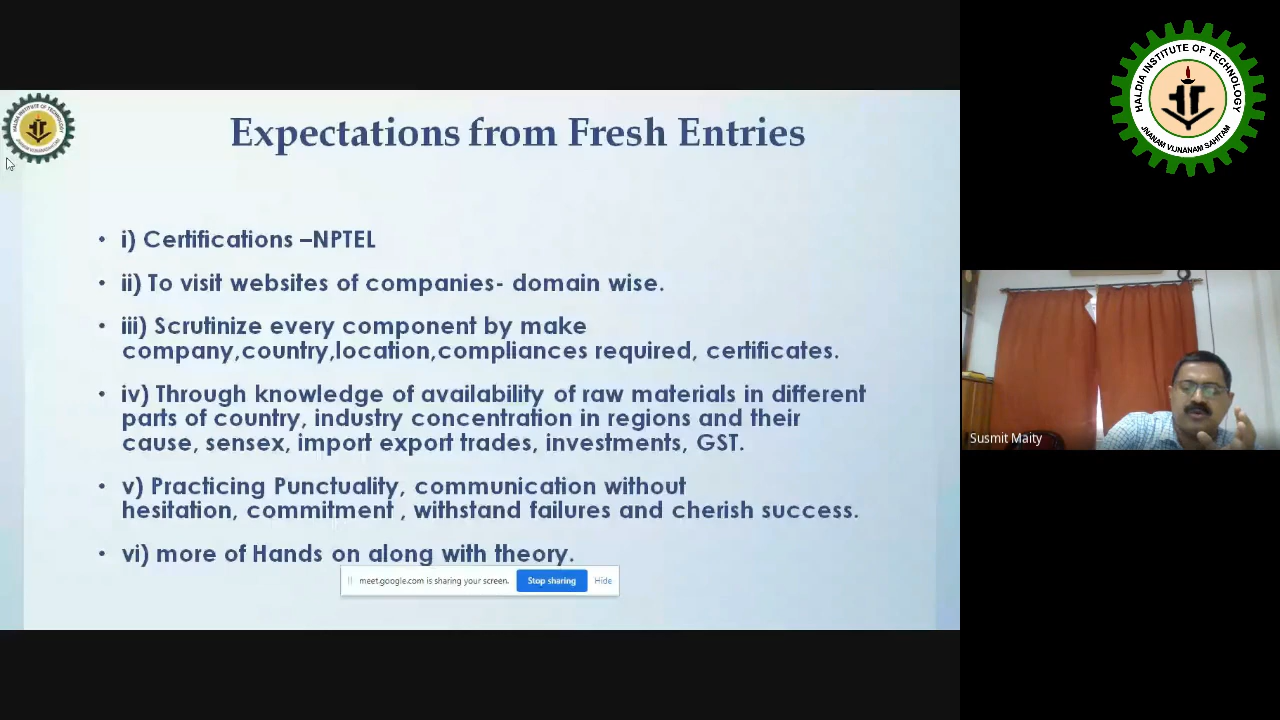 Expectations from Fresh Entries
• i) Certifications –NPTEL
• ii) To visit websites of companies- domain wise.
• iii) Scrutinize every component by make
company,country,location,compliances required, certificates.
• iv) Through knowledge of availability of raw materials in different
parts of country, industry concentration in regions and their
cause, sensex, import export trades, investments, GST.
• v) Practicing Punctuality, communication without
hesitation, commitment , withstand failures and cherish success.
• vi) more of Hands on along with theory.
meet.google.com is sharing your screen. Stop sharing Hide
HALDIA INSTITUTE OF TECHNOLOGY
JNANAM VIJNANAM SAHITAM
Susmit Maity